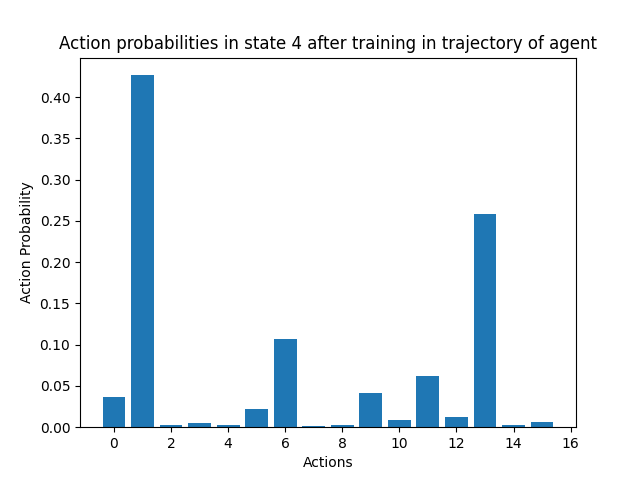 Action probabilities in state 4 after training in trajectory of agent
0.40
0.35
0.30
0.25
0.20
0.15
0.10
0.05
0.00
Action Probability
0 2 4 6 8 10 12 14 16
Actions